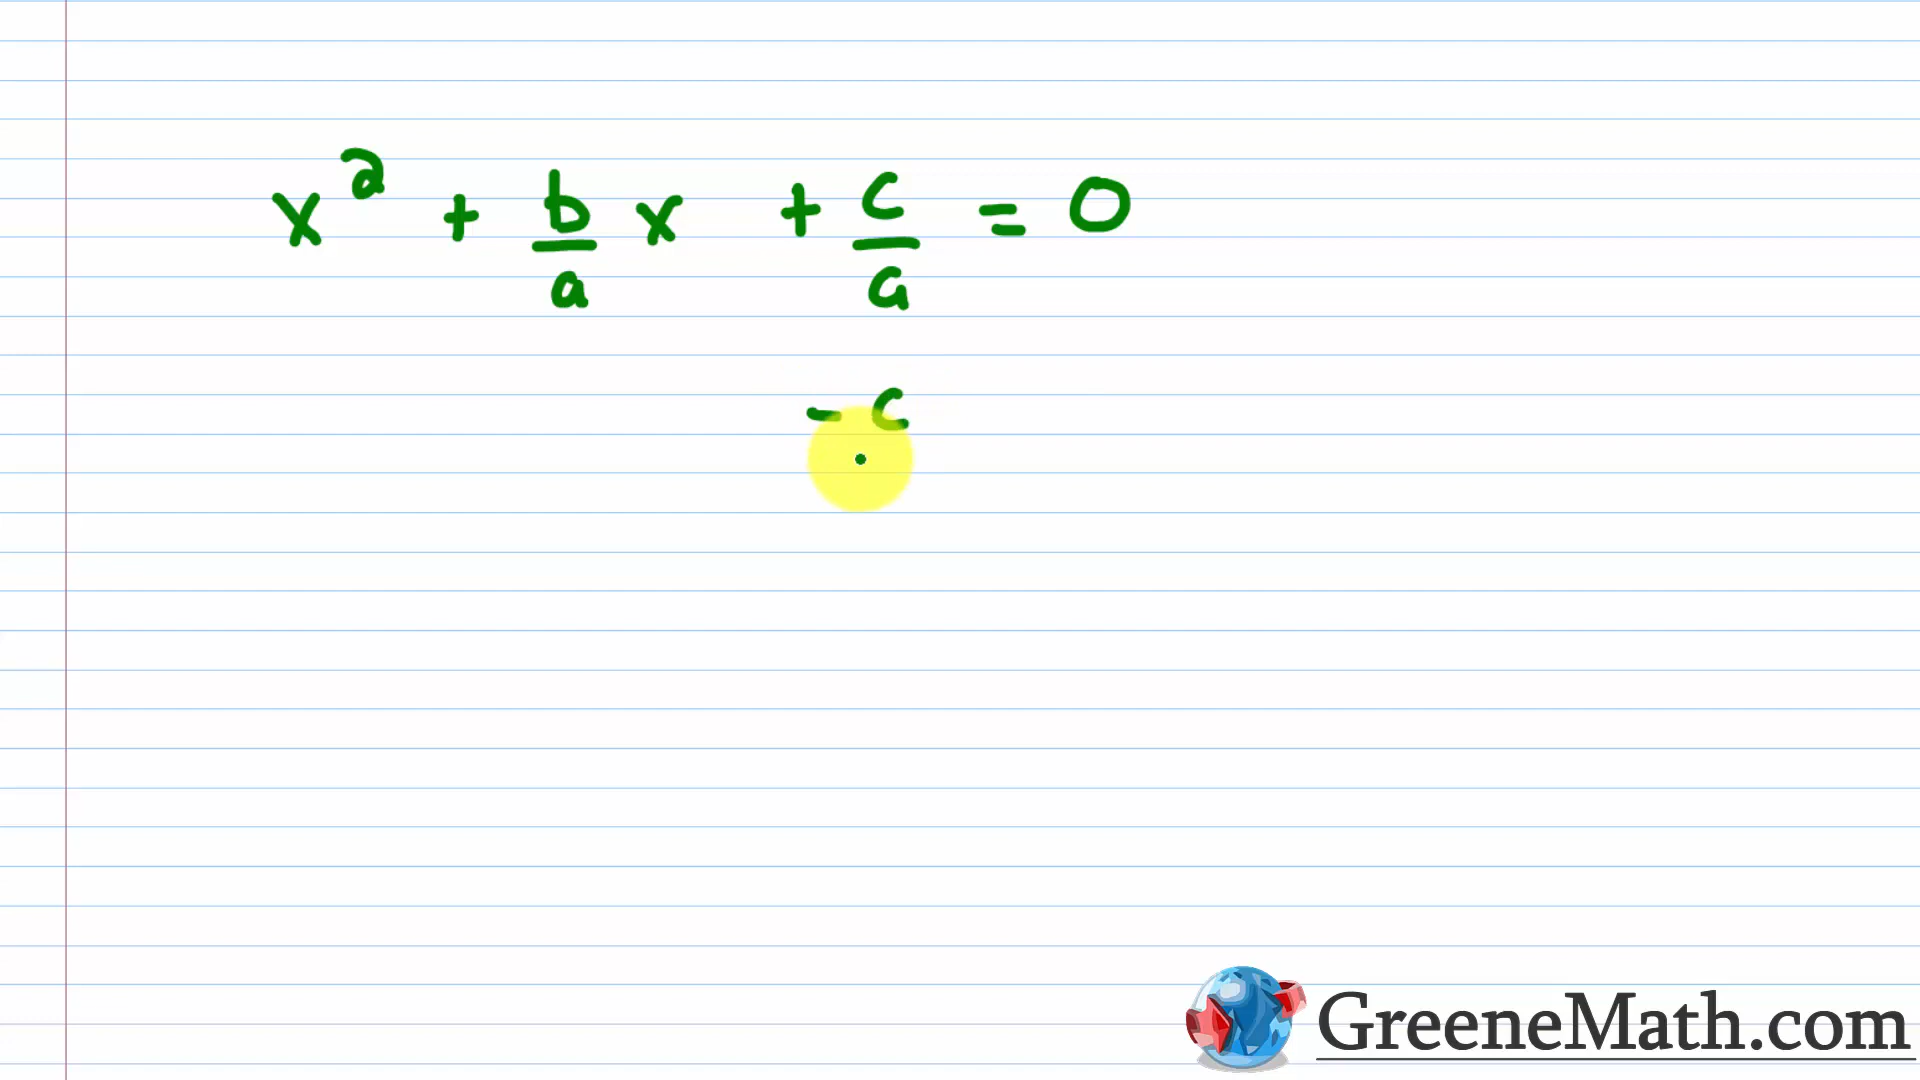 x² + b/a x + c/a = 0
- c
GreeneMath.com